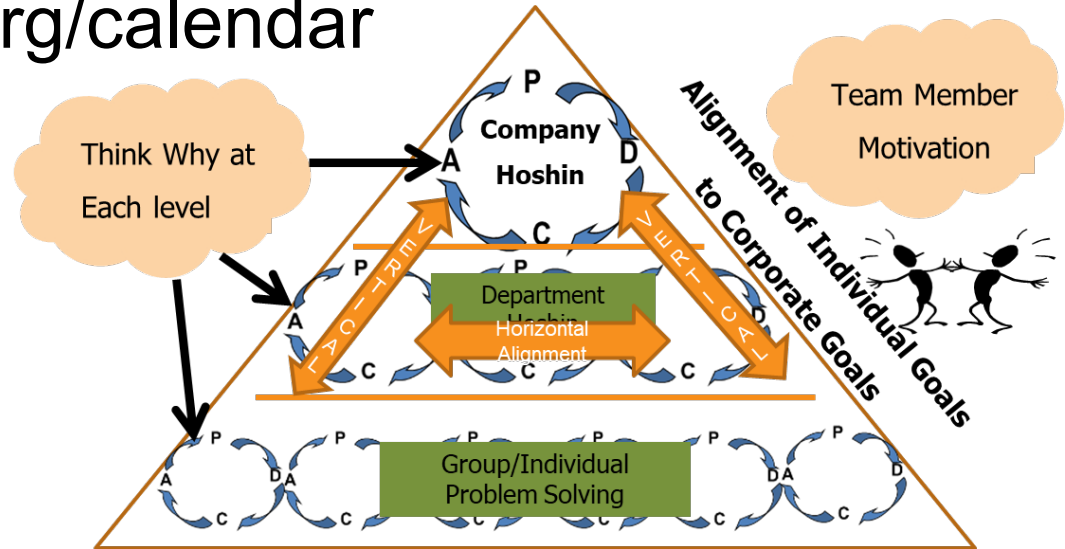 rg/calendar
Think Why at
Each level
Team Member
Motivation
Alignment of Individual Goals
to Corporate Goals
P
Company
A
D
Hoshin
C
VERTICAL
VERTICAL
P
P
Department
Hoshin
A
D
Horizontal
Alignment
C
C
C
P
P
P
P
P
Group/Individual
Problem Solving
A
D
A
D
A
D
C
C
C
C
C
C